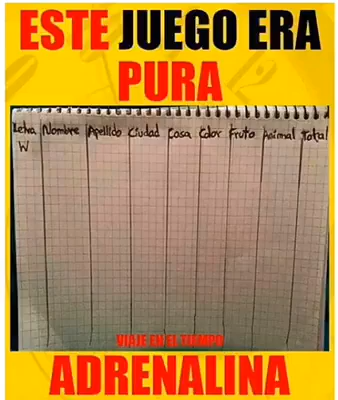 ESTE JUEGO ERA
PURA
Letra Nombre Apellido Ciudad Cosa Color Fruto Animal Total
W
VIAJE EN EL TIEMPO
ADRENALINA